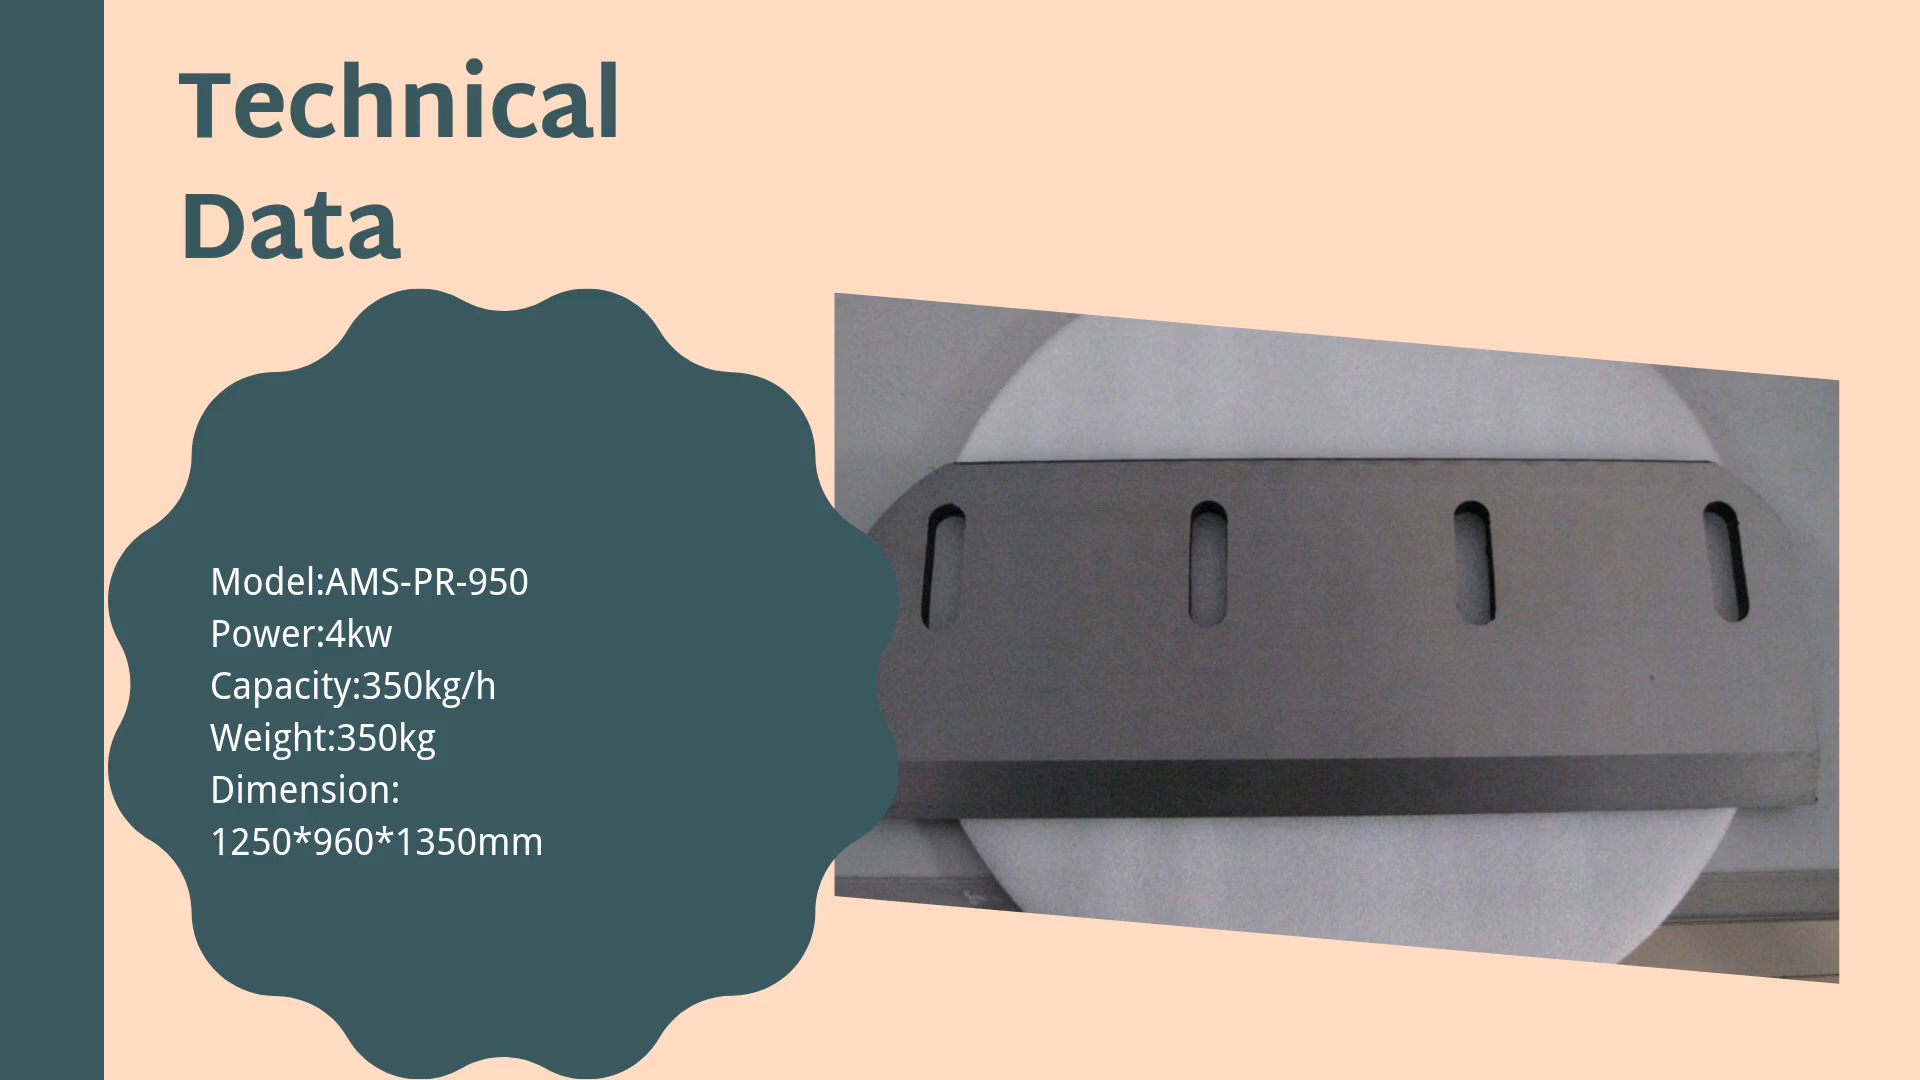 Technical
Data
Model:AMS-PR-950
Power:4kw
Capacity:350kg/h
Weight:350kg
Dimension:
1250*960*1350mm